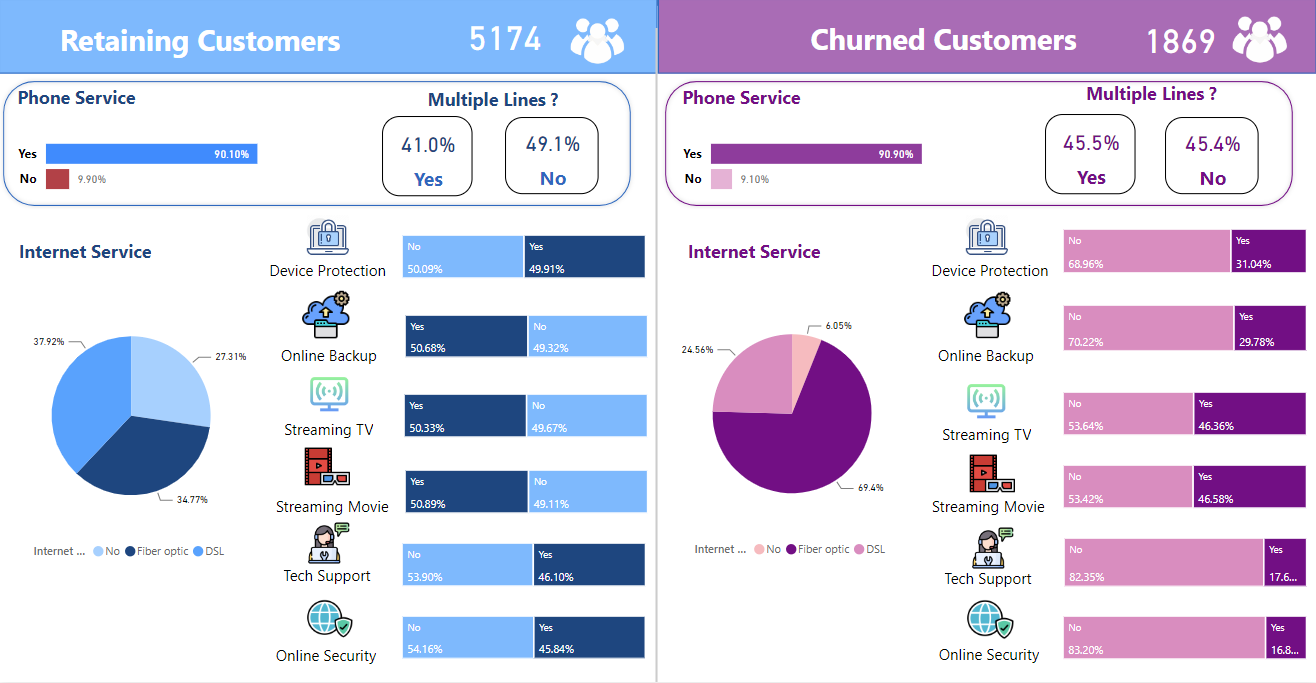 Retaining Customers
5174
Phone Service
Multiple Lines ?
Yes
90.10%
No
9.90%
41.0%
Yes
49.1%
No
Internet Service
37.92%
27.31%
34.77%
Internet ... No Fiber optic DSL
Device Protection
No
50.09%
Yes
49.91%
Online Backup
Yes
50.68%
No
49.32%
Streaming TV
Yes
50.33%
No
49.67%
Streaming Movie
Yes
50.89%
No
49.11%
Tech Support
No
53.90%
Yes
46.10%
Online Security
No
54.16%
Yes
45.84%
Churned Customers
1869
Phone Service
Multiple Lines ?
Yes
90.90%
No
9.10%
45.5%
Yes
45.4%
No
Internet Service
24.56%
6.05%
69.4%
Internet ... No Fiber optic DSL
Device Protection
No
68.96%
Yes
31.04%
Online Backup
No
70.22%
Yes
29.78%
Streaming TV
No
53.64%
Yes
46.36%
Streaming Movie
No
53.42%
Yes
46.58%
Tech Support
No
82.35%
Yes
17.6...
Online Security
No
83.20%
Yes
16.8...